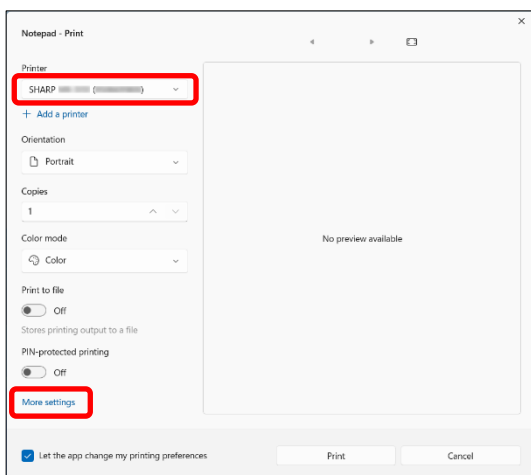 Notepad - Print
Printer
SHARP
+ Add a printer
Orientation
Portrait
Copies
1
Color mode
Color
Print to file
Off
Stores printing output to a file
PIN-protected printing
Off
More settings
No preview available
Let the app change my printing preferences
Print
Cancel